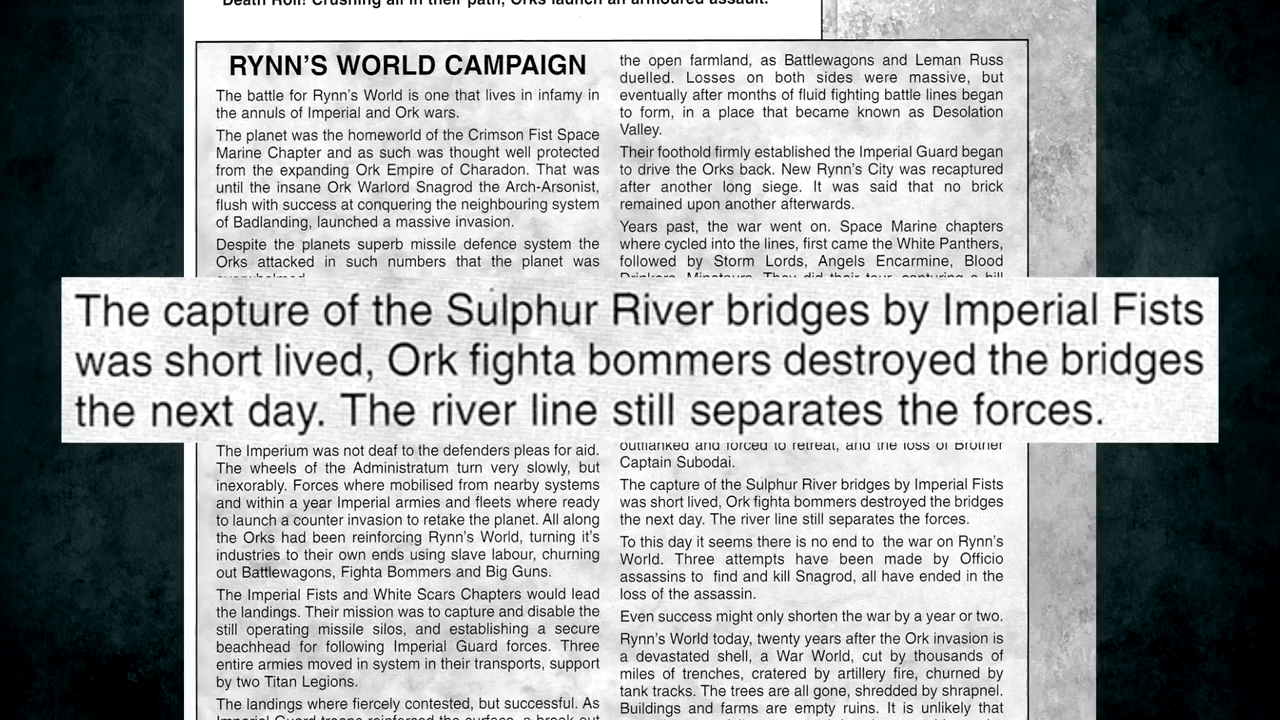 Death Roll! Crushing all in their path, Orks launch an armoured assault.
RYNN'S WORLD CAMPAIGN
The battle for Rynn's World is one that lives in infamy in
the annuls of Imperial and Ork wars.
The planet was the homeworld of the Crimson Fist Space
Marine Chapter and as such was thought well protected
from the expanding Ork Empire of Charadon. That was
until the insane Ork Warlord Snagrod the Arch-Arsonist,
flush with success at conquering the neighbouring system
of Badlanding, launched a massive invasion.
Despite the planets superb missile defence system the
Orks attacked in such numbers that the planet was
the open farmland, as Battlewagons and Leman Russ
duelled. Losses on both sides were massive, but
eventually after months of fluid fighting battle lines began
to form, in a place that became known as Desolation
Valley.
Their foothold firmly established the Imperial Guard began
to drive the Orks back. New Rynn's City was recaptured
after another long siege. It was said that no brick
remained upon another afterwards.
Years past, the war went on. Space Marine chapters
where cycled into the lines, first came the White Panthers,
followed by Storm Lords, Angels Encarmine, Blood
Drinkers, Minotaurs. They did their tour, capturing a hill
The capture of the Sulphur River bridges by Imperial Fists
was short lived, Ork fighta bommers destroyed the bridges
the next day. The river line still separates the forces.
The Imperium was not deaf to the defenders pleas for aid.
The wheels of the Administratum turn very slowly, but
inexorably. Forces where mobilised from nearby systems
and within a year Imperial armies and fleets where ready
to launch a counter invasion to retake the planet. All along
the Orks had been reinforcing Rynn's World, turning it's
industries to their own ends using slave labour, churning
out Battlewagons, Fighta Bommers and Big Guns.
The Imperial Fists and White Scars Chapters would lead
the landings. Their mission was to capture and disable the
still operating missile silos, and establishing a secure
beachhead for following Imperial Guard forces. Three
entire armies moved in system in their transports, support
by two Titan Legions.
The landings where fiercely contested, but successful. As
Imperial Guard troops reinforced the surface, a break out
outflanked and forced to retreat, and the loss of Brother
Captain Subodai.
The capture of the Sulphur River bridges by Imperial Fists
was short lived, Ork fighta bommers destroyed the bridges
the next day. The river line still separates the forces.
To this day it seems there is no end to the war on Rynn's
World. Three attempts have been made by Officio
assassins to find and kill Snagrod, all have ended in the
loss of the assassin.
Even success might only shorten the war by a year or two.
Rynn's World today, twenty years after the Ork invasion is
a devastated shell, a War World, cut by thousands of
miles of trenches, cratered by artillery fire, churned by
tank tracks. The trees are all gone, shredded by shrapnel.
Buildings and farms are empty ruins. It is unlikely that